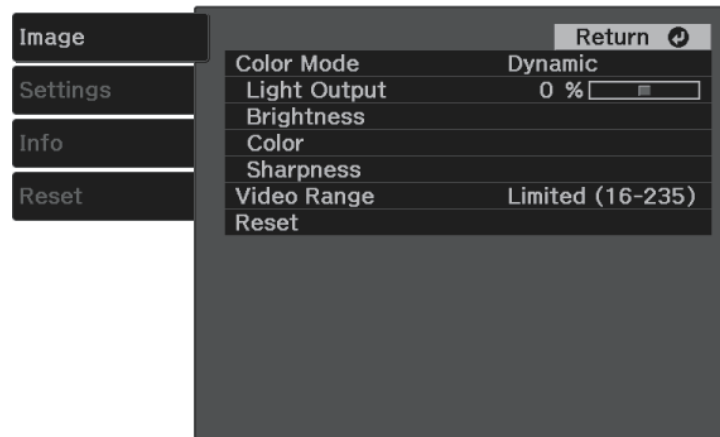 Image
Settings
Info
Reset
Return
Color Mode Dynamic
Light Output 0 %
Brightness
Color
Sharpness
Video Range Limited (16-235)
Reset